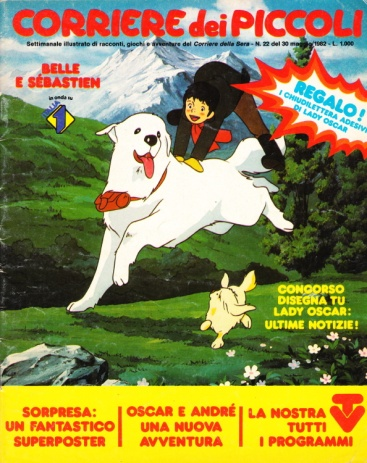 CORRIERE dei PICCOLI
Settimanale illustrato di racconti, giochi e avventure del Corriere della Sera - N. 22 del 30 maggio 1982 - L. 1.000
BELLE
E SÉBASTIEN
in onda su
1
REGALO!
I CHIUDILETTERA ADESIVI
DI LADY OSCAR
CONCORSO
DISEGNA TU
LADY OSCAR:
ULTIME NOTIZIE!
SORPRESA:
UN FANTASTICO
SUPERPOSTER
OSCAR E ANDRÉ
UNA NUOVA
AVVENTURA
LA NOSTRA
TUTTI
I PROGRAMMI
TV